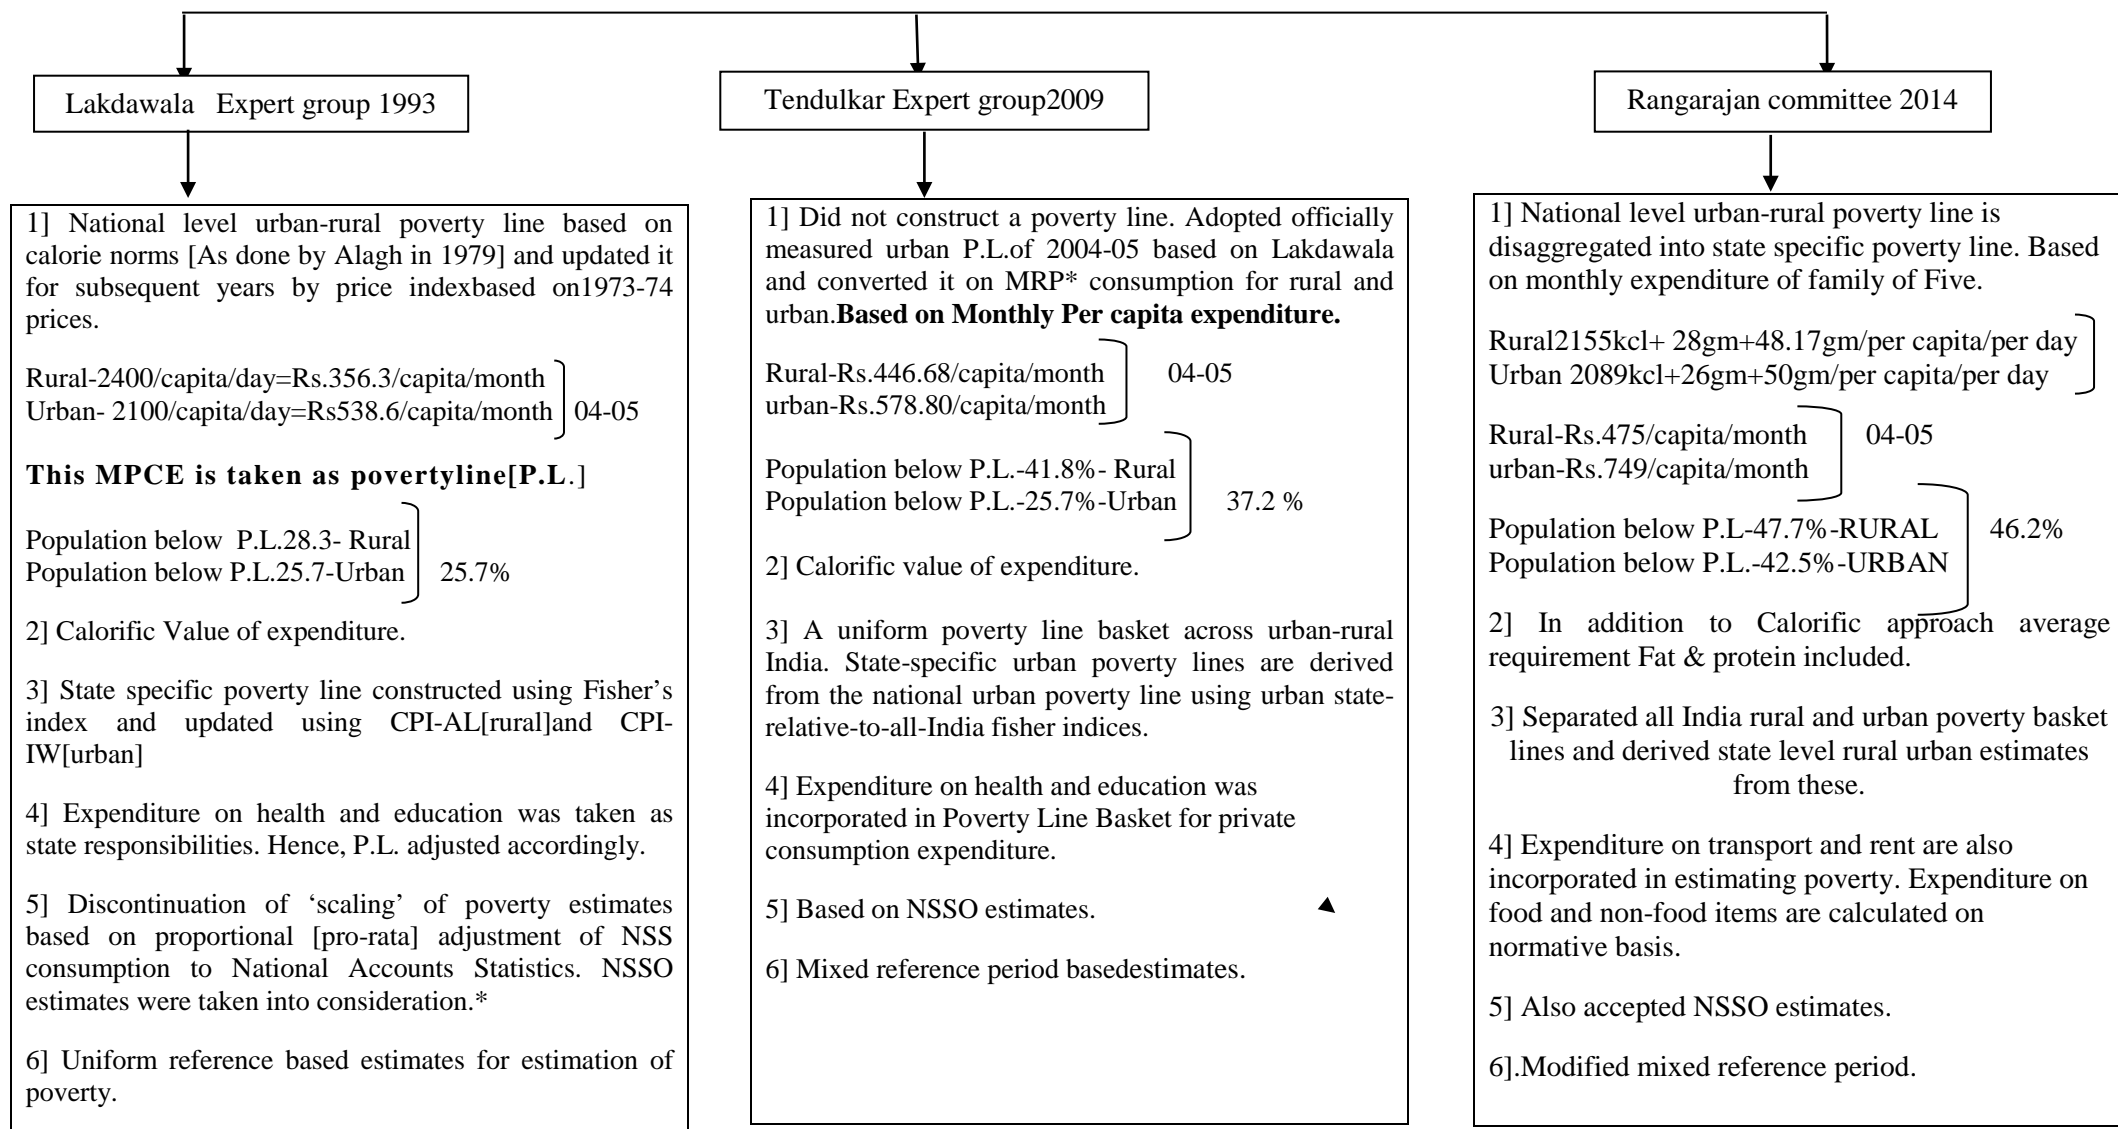 Lakdawala Expert group 1993
Tendulkar Expert group2009
Rangarajan committee 2014
1] National level urban-rural poverty line based on
calorie norms [As done by Alagh in 1979] and updated it
for subsequent years by price indexbased on1973-74
prices.
Rural-2400/capita/day=Rs.356.3/capita/month
Urban- 2100/capita/day=Rs538.6/capita/month
04-05
This MPCE is taken as povertyline[P.L.]
Population below P.L.28.3- Rural
Population below P.L.25.7-Urban
25.7%
2] Calorific Value of expenditure.
3] State specific poverty line constructed using Fisher's
index and updated using CPI-AL[rural]and CPI-
IW[urban]
4] Expenditure on health and education was taken as
state responsibilities. Hence, P.L. adjusted accordingly.
5] Discontinuation of ‘scaling’ of poverty estimates
based on proportional [pro-rata] adjustment of NSS
consumption to National Accounts Statistics. NSSO
estimates were taken into consideration.*
6] Uniform reference based estimates for estimation of
poverty.
1] Did not construct a poverty line. Adopted officially
measured urban P.L.of 2004-05 based on Lakdawala
and converted it on MRP* consumption for rural and
urban.Based on Monthly Per capita expenditure.
Rural-Rs.446.68/capita/month
04-05
urban-Rs.578.80/capita/month
Population below P.L.-41.8%- Rural
Population below P.L.-25.7%-Urban
37.2 %
2] Calorific value of expenditure.
3] A uniform poverty line basket across urban-rural
India. State-specific urban poverty lines are derived
from the national urban poverty line using urban state-
relative-to-all-India fisher indices.
4] Expenditure on health and education was
incorporated in Poverty Line Basket for private
consumption expenditure.
5] Based on NSSO estimates.
6] Mixed reference period basedestimates.
1] National level urban-rural poverty line is
disaggregated into state specific poverty line. Based
on monthly expenditure of family of Five.
Rural2155kcl+ 28gm+48.17gm/per capita/per day
Urban 2089kcl+26gm+50gm/per capita/per day
Rural-Rs.475/capita/month
04-05
urban-Rs.749/capita/month
Population below P.L-47.7%-RURAL
46.2%
Population below P.L.-42.5%-URBAN
2] In addition to Calorific approach average
requirement Fat & protein included.
3] Separated all India rural and urban poverty basket
lines and derived state level rural urban estimates
from these.
4] Expenditure on transport and rent are also
incorporated in estimating poverty. Expenditure on
food and non-food items are calculated on
normative basis.
5] Also accepted NSSO estimates.
6].Modified mixed reference period.